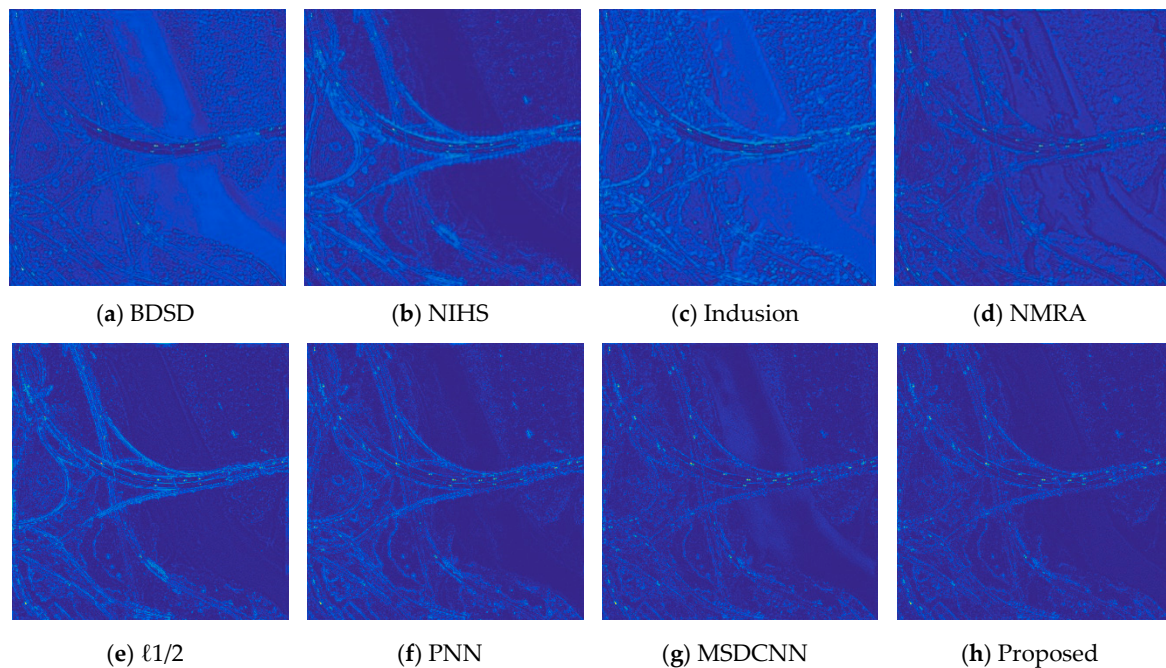 (a) BDSD
(b) NIHS
(c) Indusion
(d) NMRA
(e) ℓ1/2
(f) PNN
(g) MSDCNN
(h) Proposed